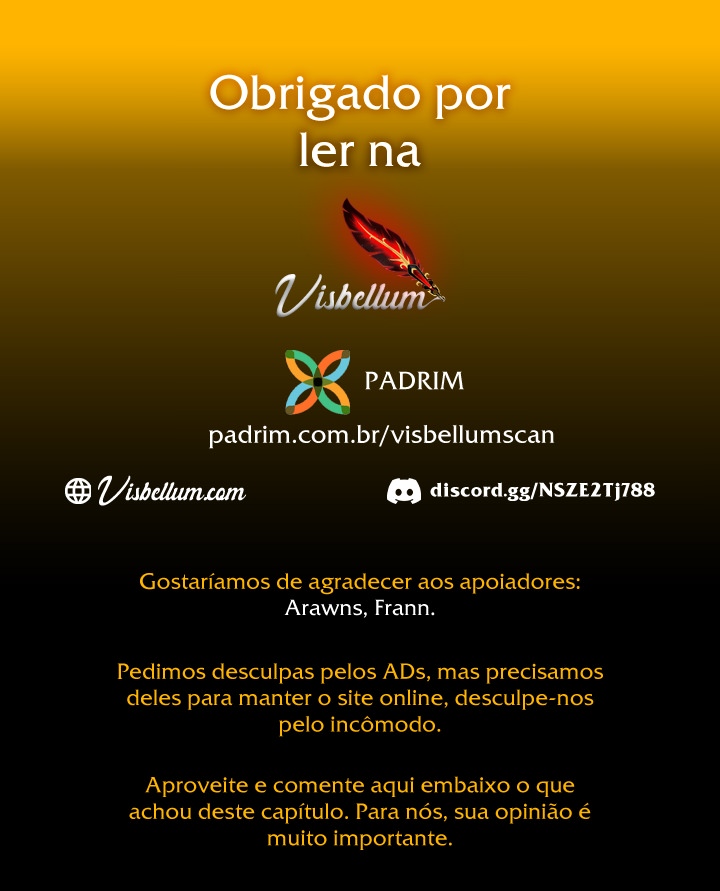 Obrigado por
ler na
Visbellum
PADRIM
padrim.com.br/visbellumscan
Visbellum.com
discord.gg/NSZE2Tj788
Gostaríamos de agradecer aos apoiadores:
Arawns, Frann.
Pedimos desculpas pelos ADs, mas precisamos
deles para manter o site online, desculpe-nos
pelo incômodo.
Aproveite e comente aqui embaixo o que
achou deste capítulo. Para nós, sua opinião é
muito importante.